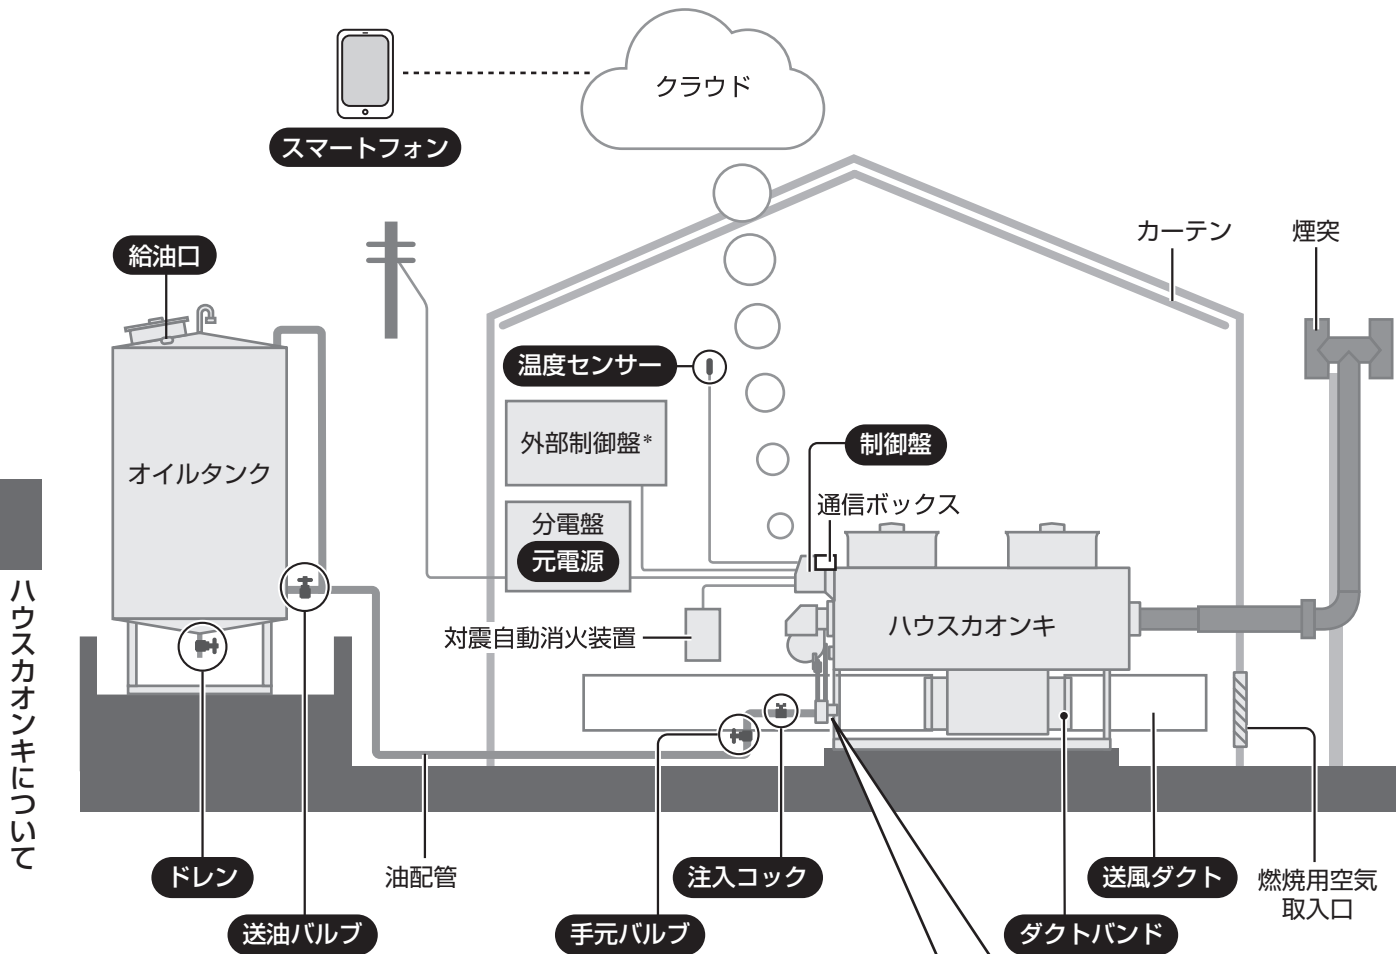 クラウド
スマートフォン
カーテン
煙突
給油口
温度センサー
外部制御盤*
制御盤
オイルタンク
通信ボックス
分電盤
元電源
対震自動消火装置
ハウスカオンキ
ハウスカオンキについて
ドレン
油配管
注入コック
送風ダクト
燃焼用空気
取入口
送油バルブ
手元バルブ
ダクトバンド